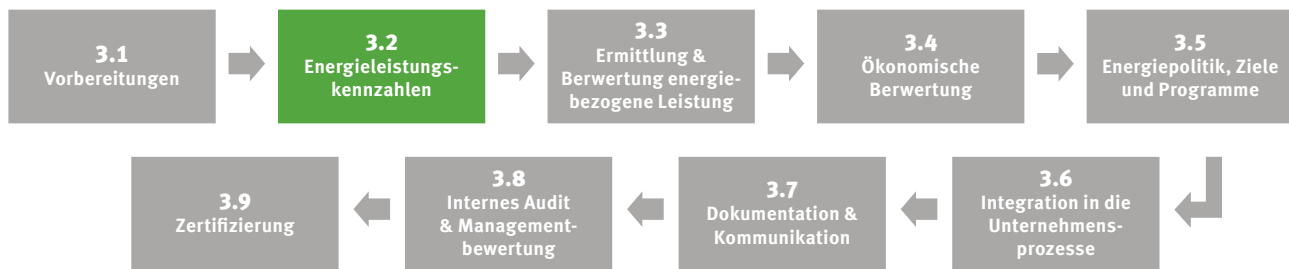 3.1
Vorbereitungen
3.2
Energieleistungs-
kennzahlen
3.3
Ermittlung &
Berwertung energie-
bezogene Leistung
3.4
Ökonomische
Berwertung
3.5
Energiepolitik, Ziele
und Programme
3.6
Integration in die
Unternehmens-
prozesse
3.7
Dokumentation &
Kommunikation
3.8
Internes Audit
& Management-
bewertung
3.9
Zertifizierung